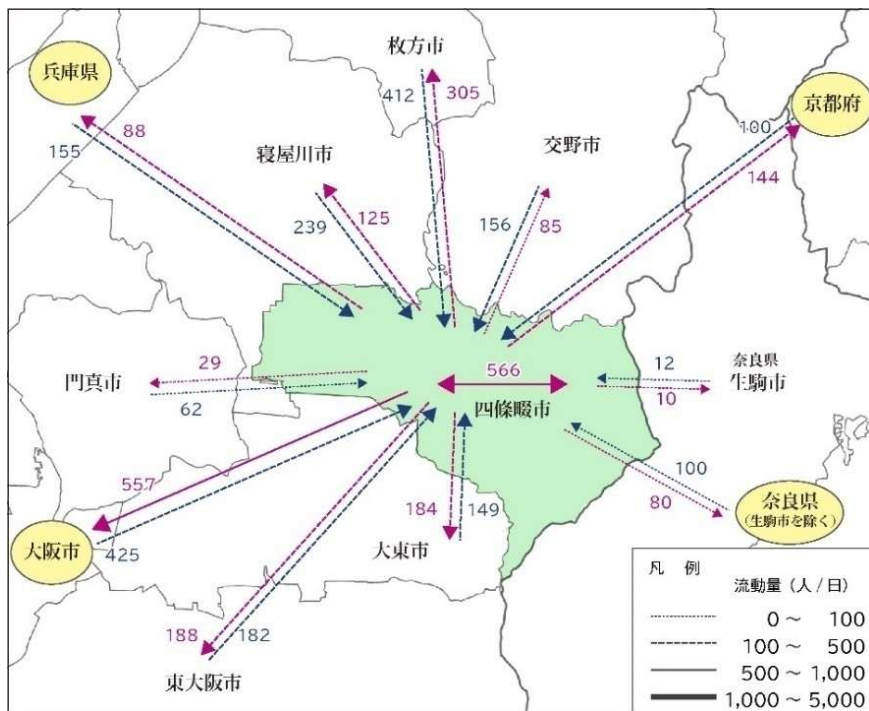 枚方市
兵庫県
412
305
京都府
88
155
100
144
寝屋川市
交野市
239
125
156
85
29
門真市
62
566
四條畷市
12
奈良県
生駒市
10
557
425
大阪市
184
149
大東市
100
80
奈良県
(生駒市を除く)
188
182
東大阪市
凡 例
流動量(人/日)
0 ~ 100
100 ~ 500
500 ~ 1,000
1,000 ~ 5,000